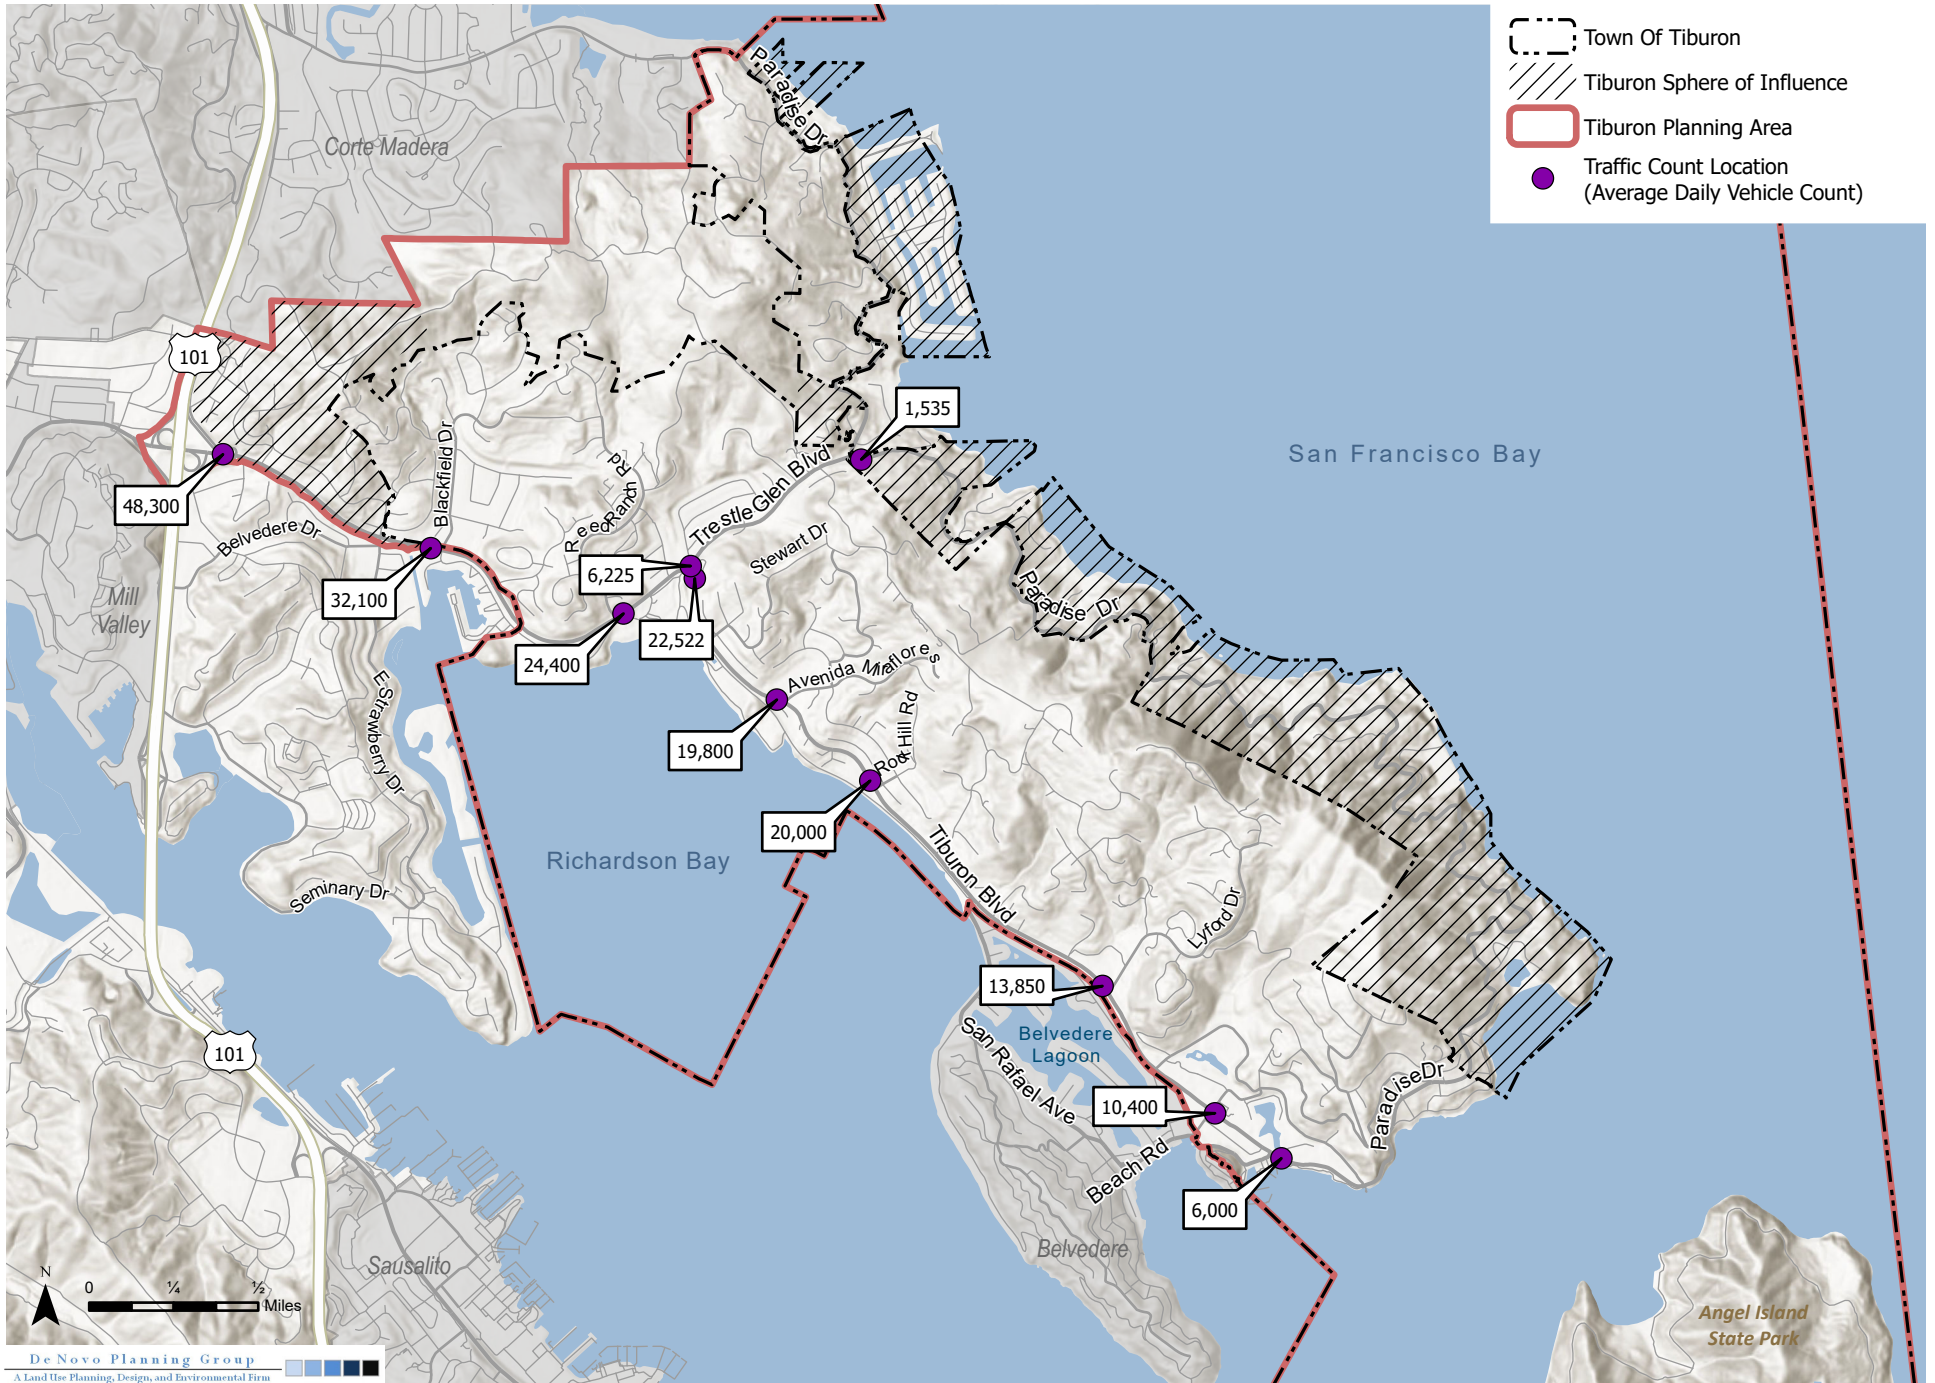 Town Of Tiburon
Tiburon Sphere of Influence
Tiburon Planning Area
Traffic Count Location
(Average Daily Vehicle Count)
Paradise Dr
Corte Madera
101
1,535
San Francisco Bay
48,300
Blackfield Dr
Reed Ranch Rd
Trestle Glen Blvd
Belvedere Dr
Stewart Dr
6,225
32,100
Mill
Valley
Paradise Dr
22,522
24,400
Avenida Miraflores
E Strawberry Dr
19,800
Rock Hill Rd
20,000
Richardson Bay
Tiburon Blvd
Seminary Dr
Lyford Dr
13,850
Belvedere
Lagoon
San Rafael Ave
101
Paradise Dr
10,400
Beach Rd
6,000
Belvedere
Sausalito
N
0 ¼ ½
Miles
Angel Island
State Park
De Novo Planning Group
A Land Use Planning, Design, and Environmental Firm